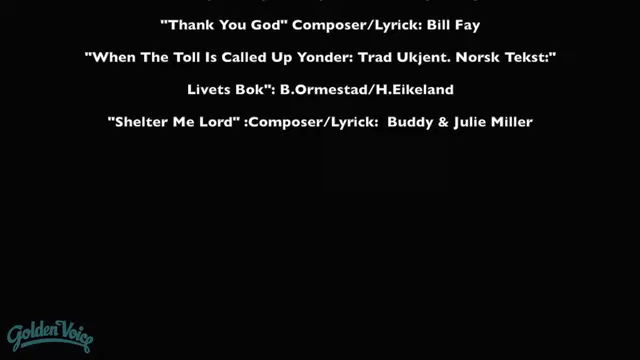 "Thank You God" Composer/Lyrick: Bill Fay
"When The Toll Is Called Up Yonder: Trad Ukjent. Norsk Tekst:"
Livets Bok": B.Ormestad/H.Eikeland
"Shelter Me Lord" :Composer/Lyrick: Buddy & Julie Miller
Golden Voice